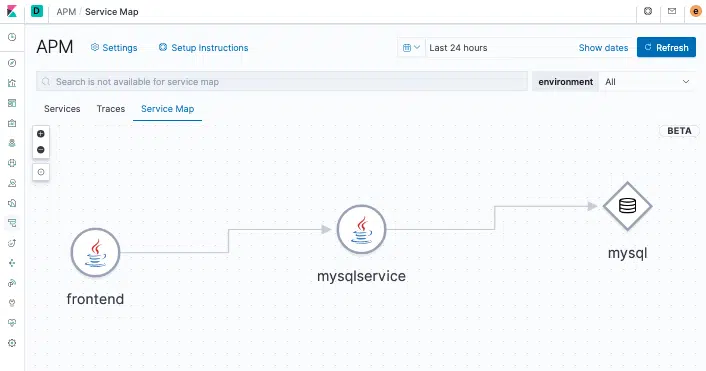 D APM / Service Map e
APM Settings Setup Instructions Last 24 hours Show dates Refresh
Search is not available for service map environment All
Services Traces Service Map
BETA
mysql
mysqlservice
frontend